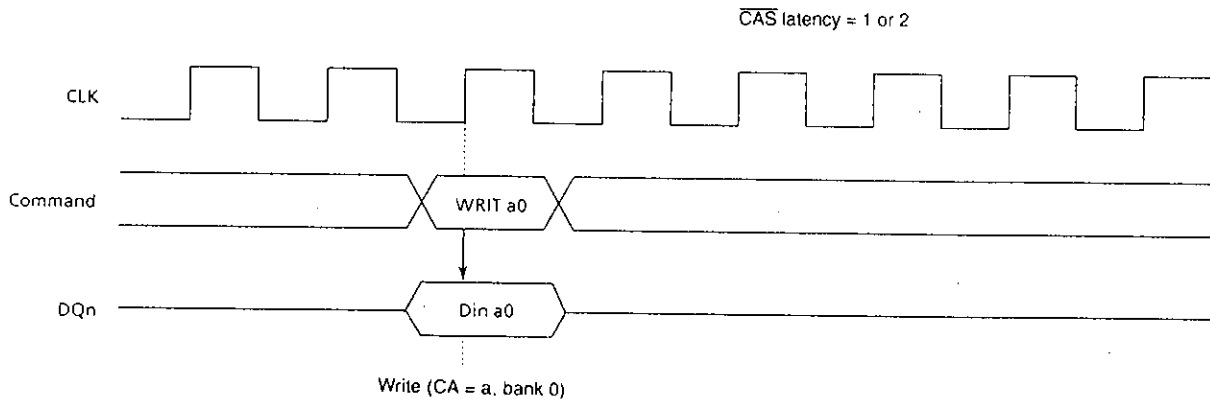 CAS latency = 1 or 2
CLK
Command
WRIT a0
DQn
Din a0
Write (CA = a, bank 0)